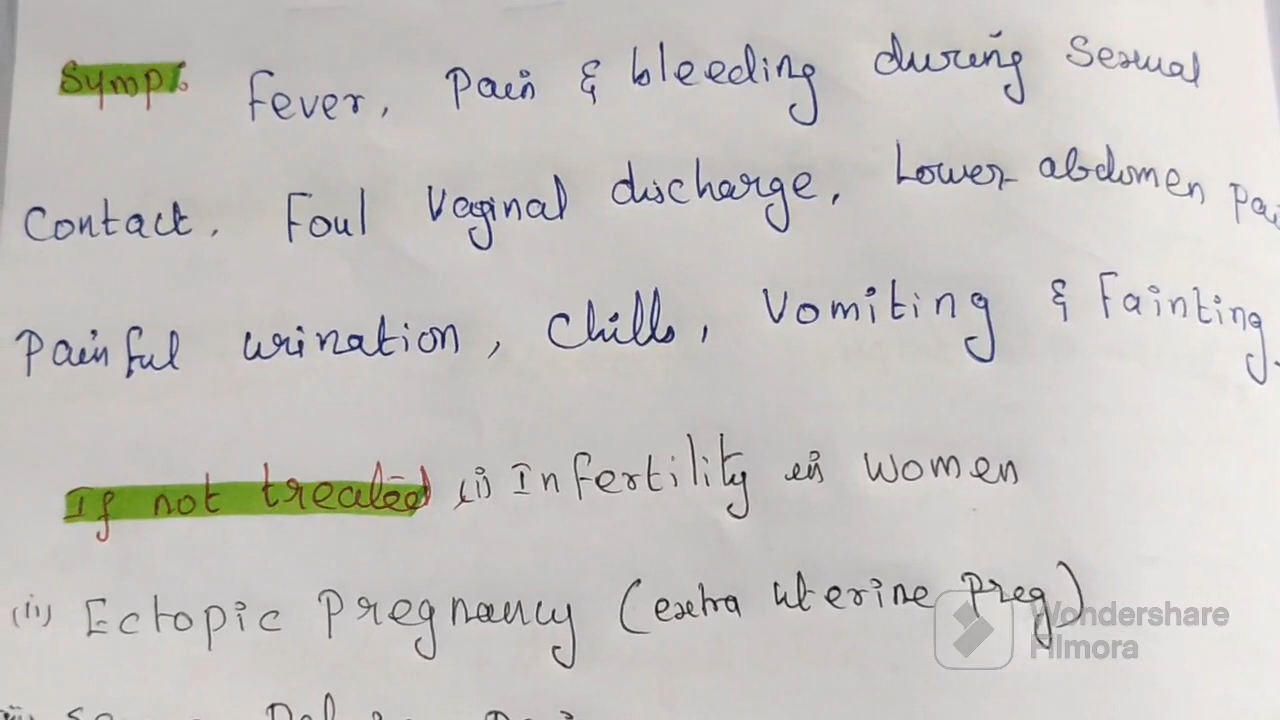 Symp:
Fever, Pain & bleeding during Sexual
Contact, Foul Vaginal discharge, Lower abdomen
Painful urination, Chills, Vomiting & Fainting.
If not treated (i) Infertility in Women
(ii) Ectopic Pregnancy (extra uterine Preg)
Wondershare
Filmora